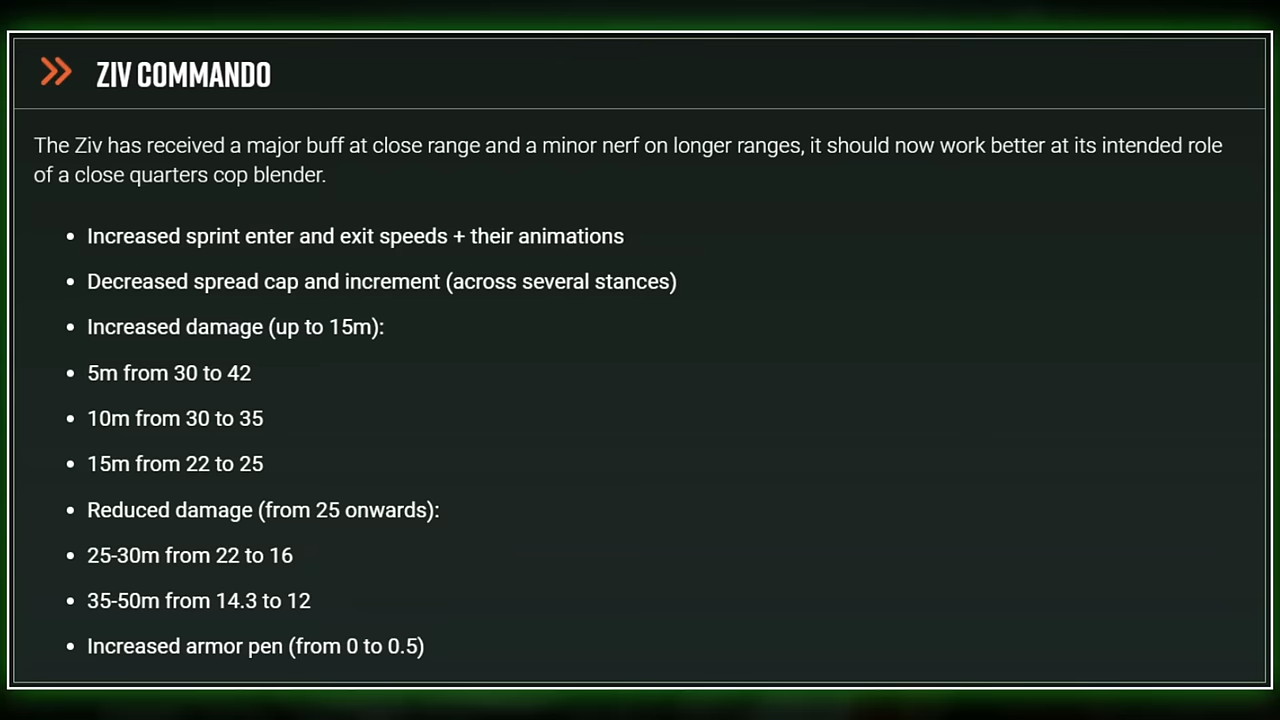 ZIV COMMANDO
The Ziv has received a major buff at close range and a minor nerf on longer ranges, it should now work better at its intended role
of a close quarters cop blender.
• Increased sprint enter and exit speeds + their animations
• Decreased spread cap and increment (across several stances)
• Increased damage (up to 15m):
• 5m from 30 to 42
• 10m from 30 to 35
• 15m from 22 to 25
• Reduced damage (from 25 onwards):
• 25-30m from 22 to 16
• 35-50m from 14.3 to 12
• Increased armor pen (from 0 to 0.5)